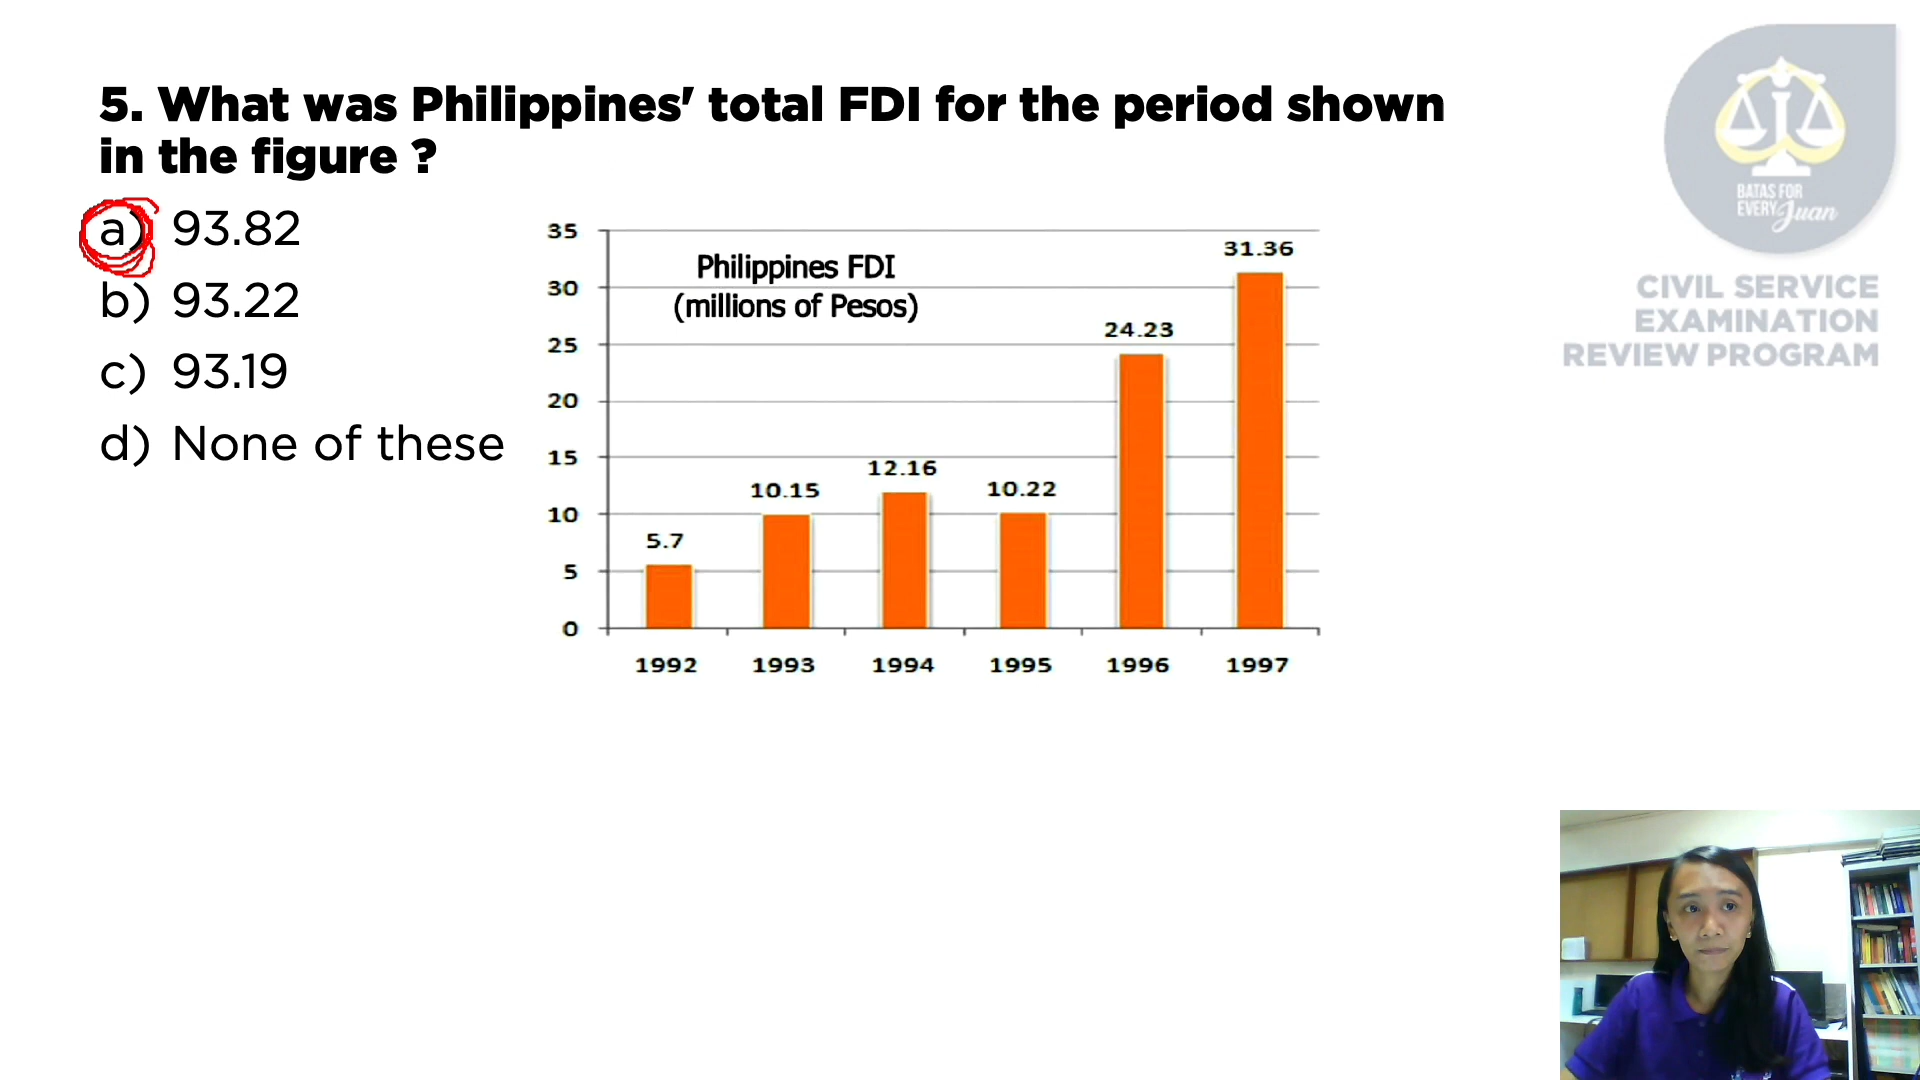 5. What was Philippines' total FDI for the period shown
in the figure ?
a) 93.82
b) 93.22
c) 93.19
d) None of these
Philippines FDI
(millions of Pesos)
35
30
25
20
15
10
5
0
5.7
10.15
12.16
10.22
24.23
31.36
1992
1993
1994
1995
1996
1997
BATAS FOR
EVERY Juan
CIVIL SERVICE
EXAMINATION
REVIEW PROGRAM